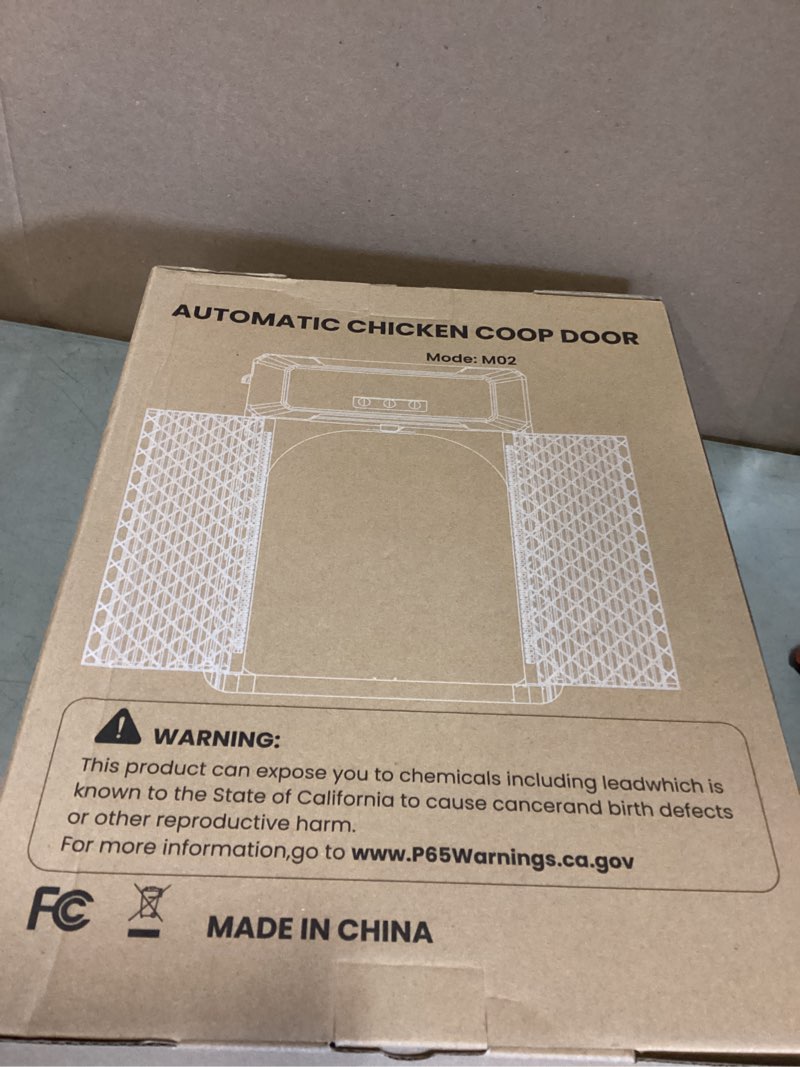 AUTOMATIC CHICKEN COOP DOOR
Mode: M02
WARNING:
This product can expose you to chemicals including leadwhich is
known to the State of California to cause cancerand birth defects
or other reproductive harm.
For more information,go to www.P65Warnings.ca.gov
FC
MADE IN CHINA